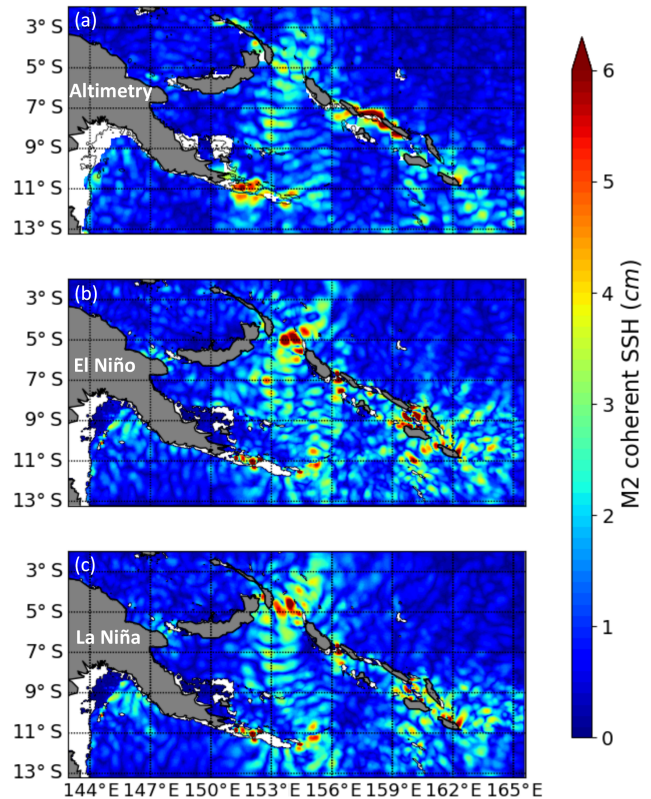 (a)
3° S
5° S
Altimetry
7° S
9° S
11° S
13° S
(b)
3° S
5° S
El Niño
7° S
9° S
11° S
13° S
(c)
3° S
5° S
La Niña
7° S
9° S
11° S
13° S
144°E 147°E 150°E 153°E 156°E 159°E 162°E 165°E
6
5
4
3
2
1
0
M2 coherent SSH (cm)